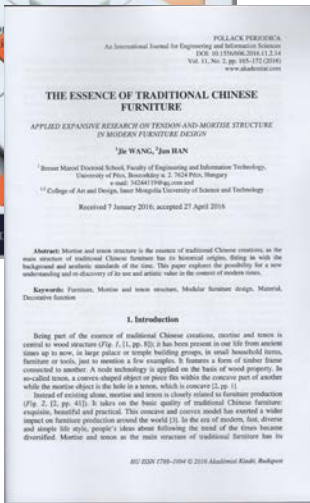 POLLACK PERIODICA
An International Journal for Engineering and Information Sciences
DOI: 10.1556/606.2016.11.2.14
Vol. 11, No. 2, pp. 165–172 (2016)
www.akademiai.com
THE ESSENCE OF TRADITIONAL CHINESE
FURNITURE
APPLIED EXPANSIVE RESEARCH ON TENDON-AND-MORTISE STRUCTURE
IN MODERN FURNITURE DESIGN
¹Jie WANG, ²Jun HAN
¹ Breuer Marcel Doctoral School, Faculty of Engineering and Information Technology,
University of Pécs, Boszorkány u. 2. 7624 Pécs, Hungary
e-mail: 342441119@qq.com and
¹,² College of Art and Design, Inner Mongolia University of Science and Technology
Received 7 January 2016; accepted 27 April 2016
Abstract: Mortise and tenon structure is the essence of traditional Chinese creations, as the
main structure of traditional Chinese furniture has its historical origins, fitting in with the
background and aesthetic standards of the time. This paper explores the possibility for a new
understanding and re-discovery of its use and artistic value in the context of modern times.
Keywords: Furniture, Mortise and tenon structure, Modular furniture design, Material,
Decorative function
1. Introduction
Being part of the essence of traditional Chinese creations, mortise and tenon is
central to wood structure (Fig. 1, [1, pp. 8]); it has been present in our life from ancient
times up to now, in large palace or temple building groups, in small household items,
furniture or tools, just to mention a few examples. It features a form of timber frame
connected to another. A node technology is applied on the basis of wood property. In
so-called tenon, a convex-shaped object or piece fits within the concave part of another
while the mortise object is the hole in a tenon, which is concave [2, pp. 1].
Instead of existing alone, mortise and tenon is closely related to furniture production
(Fig. 2, [2, pp. 41]). It takes on the basic quality of traditional Chinese furniture:
exquisite, beautiful and practical. This concave and convex model has exerted a wider
impact on furniture production around the world [3]. In the era of modern, fast, diverse
and simple life style, people's ideas about following the trend of the times became
diversified. Mortise and tenon as the main structure of traditional furniture has its
HU ISSN 1788–1994 © 2016 Akadémiai Kiadó, Budapest